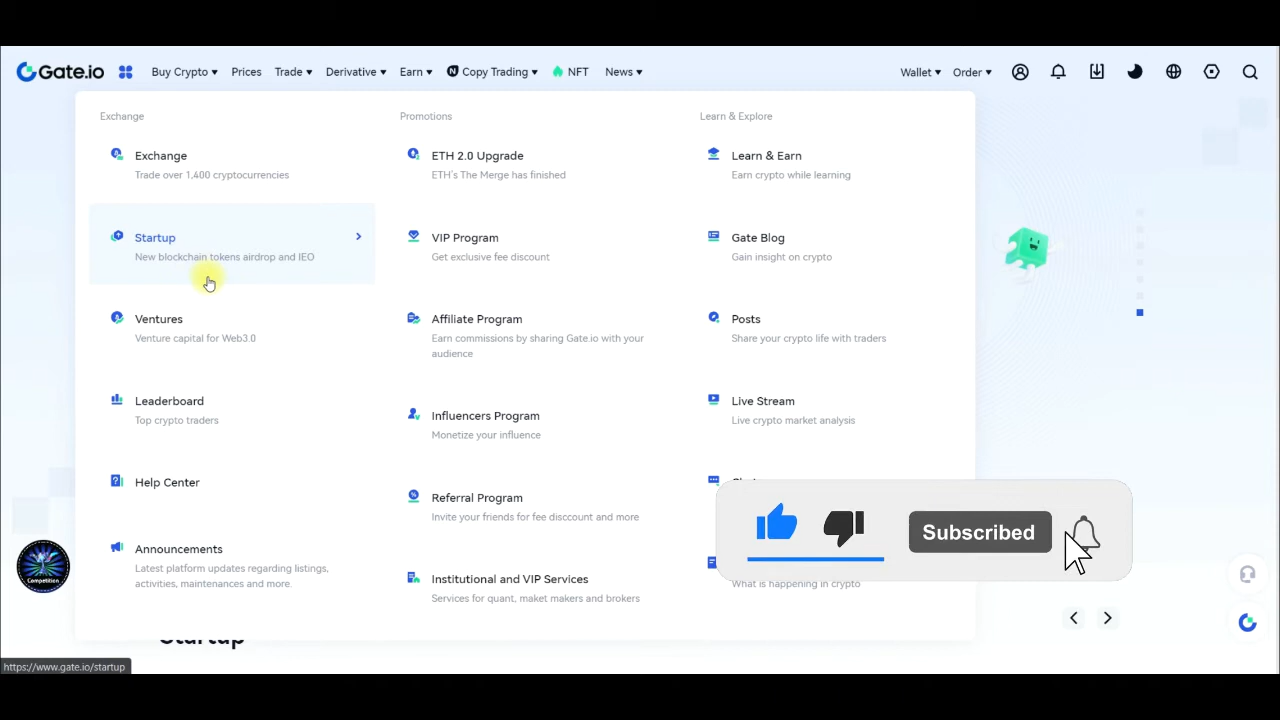 Gate.io Buy Crypto Prices Trade Derivative Earn Copy Trading NFT News Wallet Order
Exchange
Exchange
Trade over 1,400 cryptocurrencies
Startup
New blockchain tokens airdrop and IEO
Ventures
Venture capital for Web3.0
Leaderboard
Top crypto traders
Help Center
Announcements
Latest platform updates regarding listings,
activities, maintenances and more.
Promotions
ETH 2.0 Upgrade
ETH's The Merge has finished
VIP Program
Get exclusive fee discount
Affiliate Program
Earn commissions by sharing Gate.io with your
audience
Influencers Program
Monetize your influence
Referral Program
Invite your friends for fee disccount and more
Institutional and VIP Services
Services for quant, maket makers and brokers
Learn & Explore
Learn & Earn
Earn crypto while learning
Gate Blog
Gain insight on crypto
Posts
Share your crypto life with traders
Live Stream
Live crypto market analysis
What is happening in crypto
Subscribed
Competition
Startup
https://www.gate.io/startup